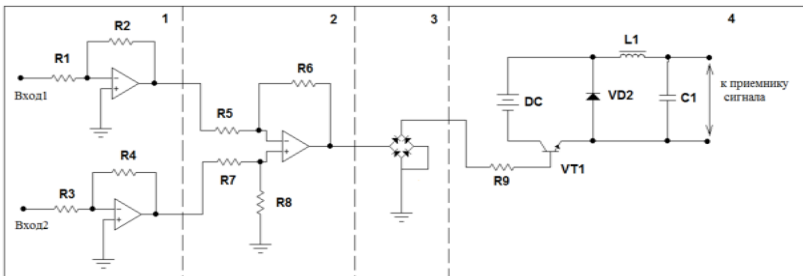 1
2
3
4
R1
R2
Вход1
R3
R4
Вход2
R5
R6
R7
R8
R9
DC
VD2
L1
C1
VT1
к приемнику
сигнала